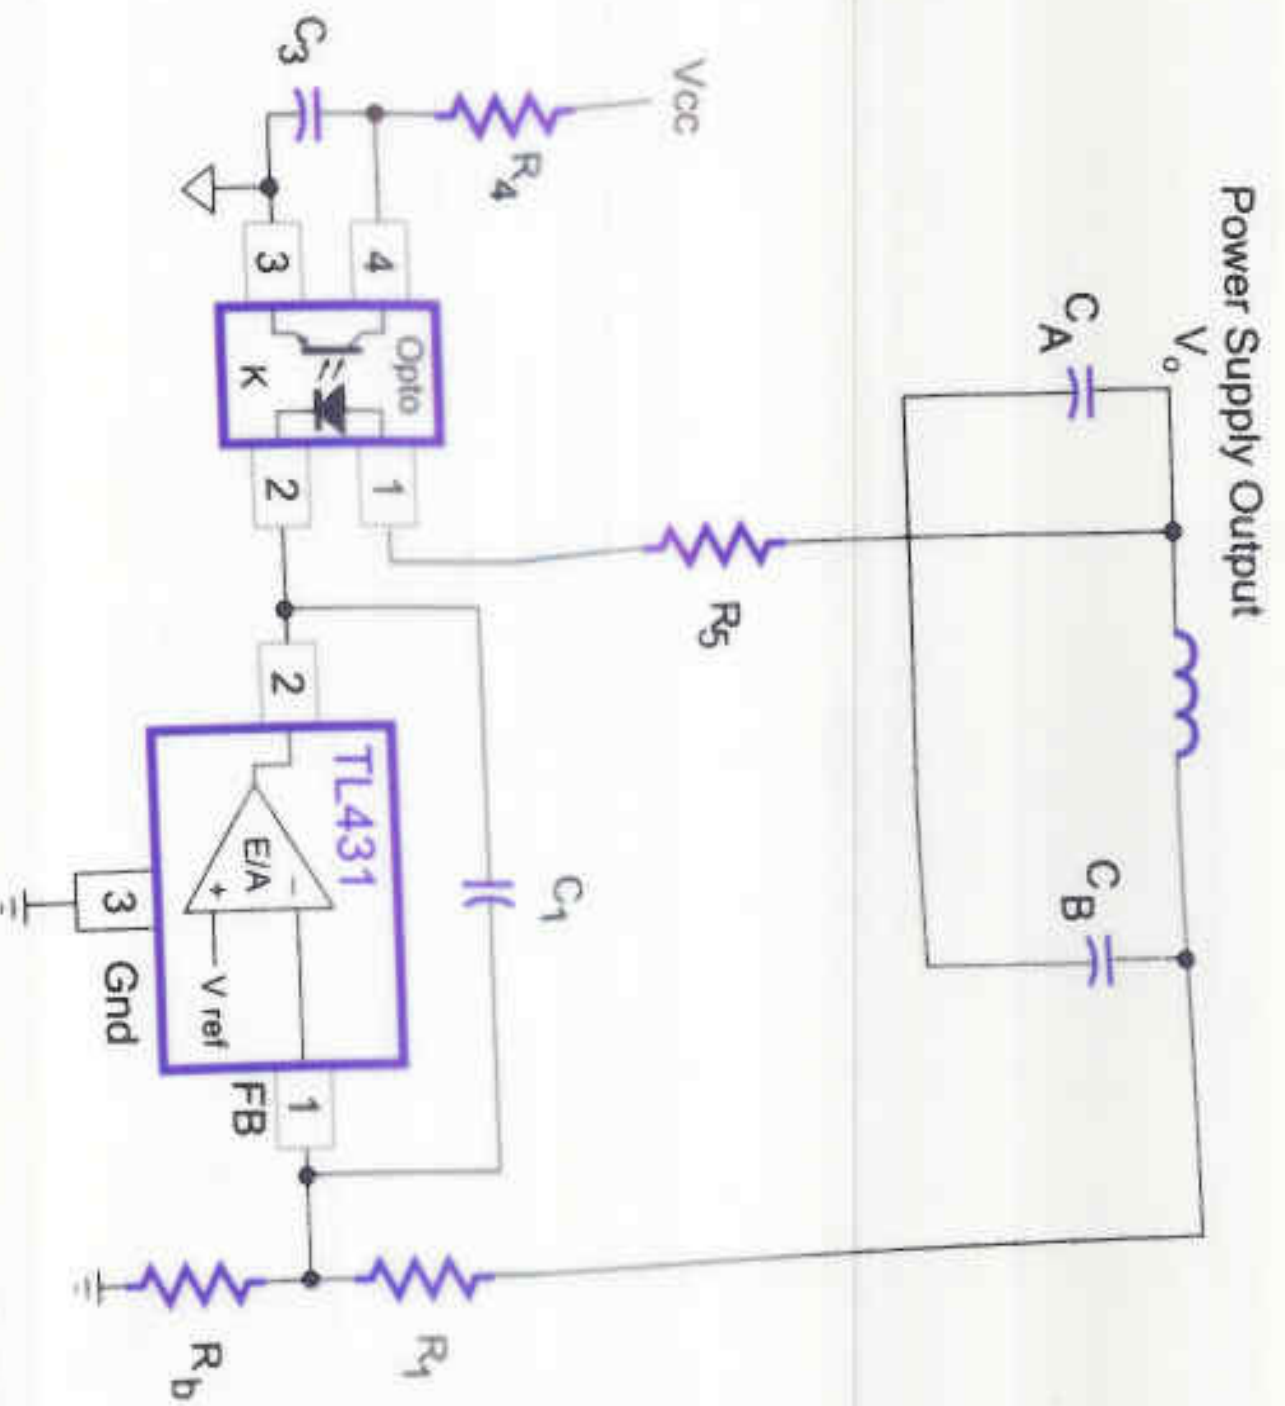 Power Supply Output
Vo
CA
CB
Vcc
R4
R5
C3
C1
4
3
Opto
K
1
2
2
TL431
E/A
-
+
V ref
3
Gnd
1
FB
R1
Rb